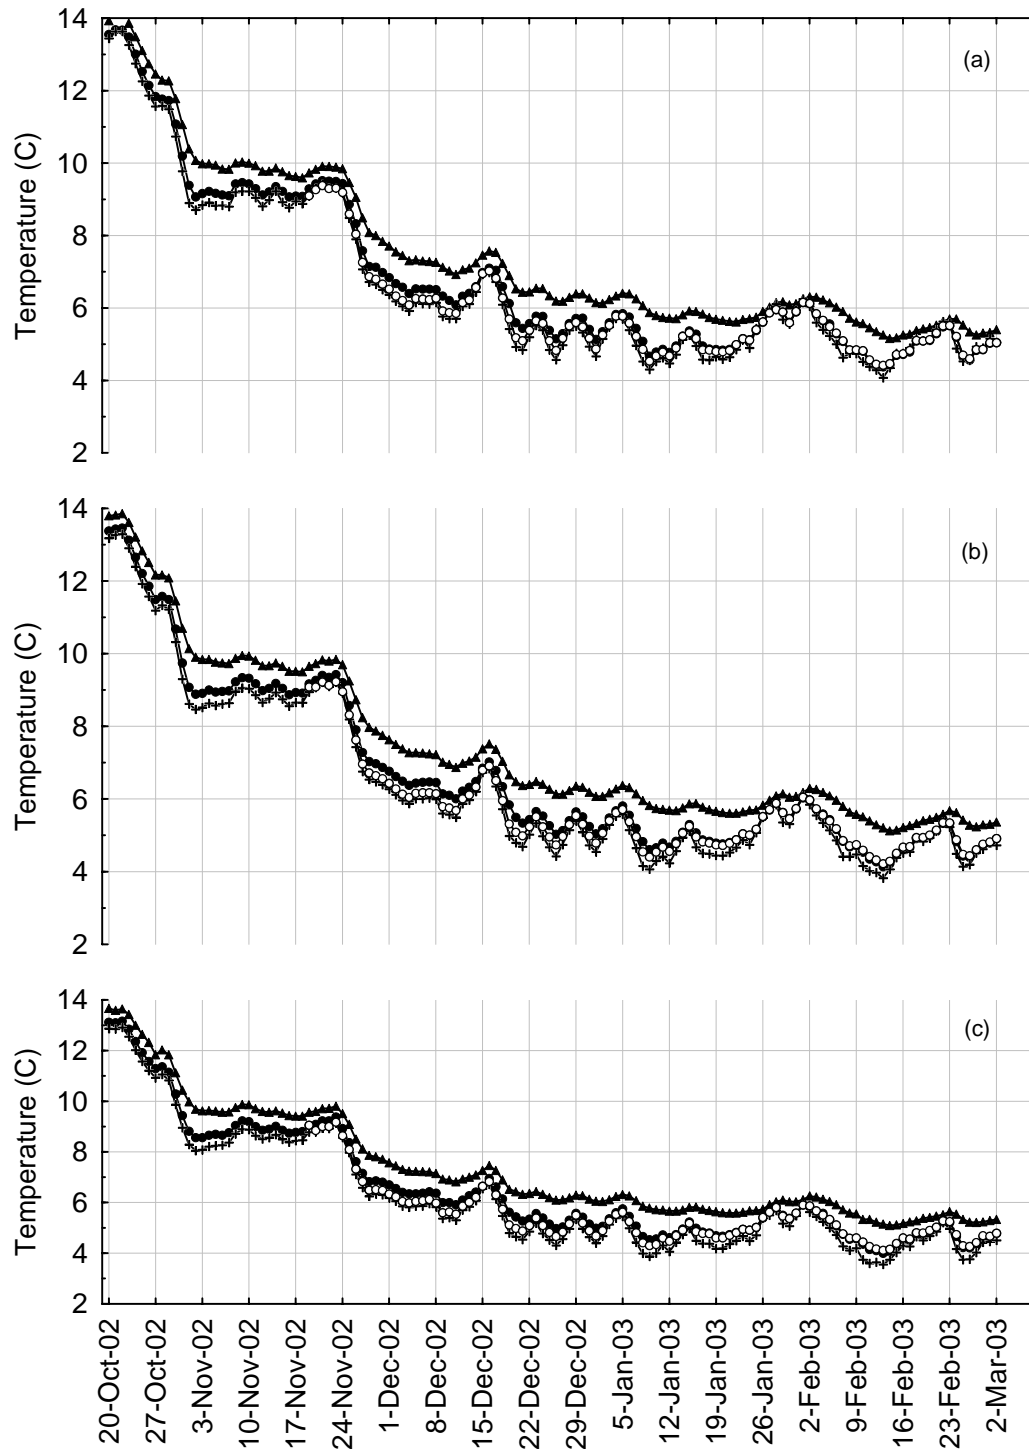 14
(a)
12
10
Temperature (C)
8
6
4
2
14
(b)
12
10
Temperature (C)
8
6
4
2
14
(c)
12
10
Temperature (C)
8
6
4
2
20-Oct-02
27-Oct-02
3-Nov-02
10-Nov-02
17-Nov-02
24-Nov-02
1-Dec-02
8-Dec-02
15-Dec-02
22-Dec-02
29-Dec-02
5-Jan-03
12-Jan-03
19-Jan-03
26-Jan-03
2-Feb-03
9-Feb-03
16-Feb-03
23-Feb-03
2-Mar-03